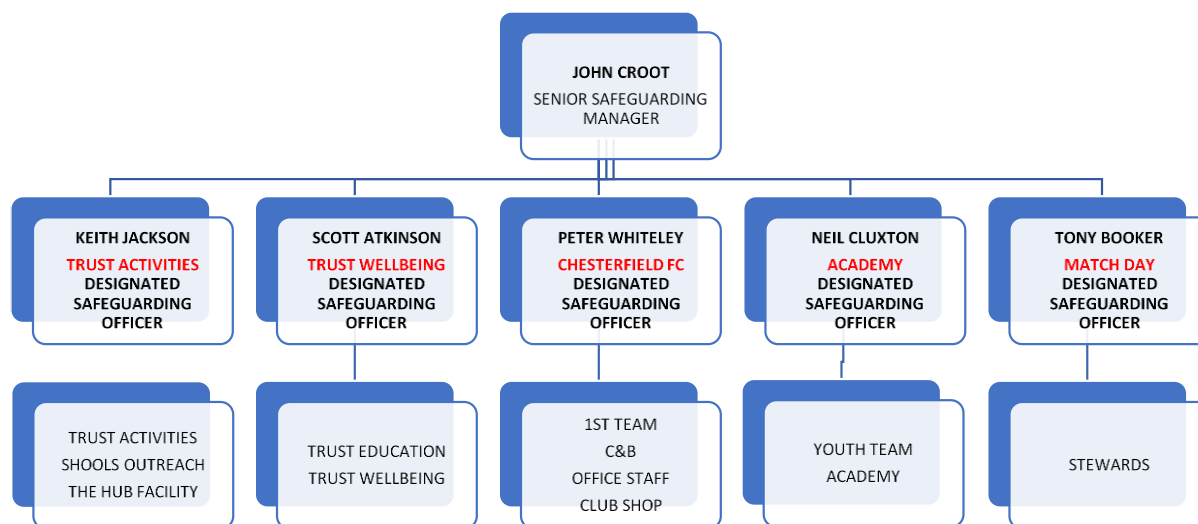 JOHN CROOT
SENIOR SAFEGUARDING
MANAGER
KEITH JACKSON
TRUST ACTIVITIES
DESIGNATED
SAFEGUARDING
OFFICER
SCOTT ATKINSON
TRUST WELLBEING
DESIGNATED
SAFEGUARDING
OFFICER
PETER WHITELEY
CHESTERFIELD FC
DESIGNATED
SAFEGUARDING
OFFICER
NEIL CLUXTON
ACADEMY
DESIGNATED
SAFEGUARDING
OFFICER
TONY BOOKER
MATCH DAY
DESIGNATED
SAFEGUARDING
OFFICER
TRUST ACTIVITIES
SHOOLS OUTREACH
THE HUB FACILITY
TRUST EDUCATION
TRUST WELLBEING
1ST TEAM
C&B
OFFICE STAFF
CLUB SHOP
YOUTH TEAM
ACADEMY
STEWARDS